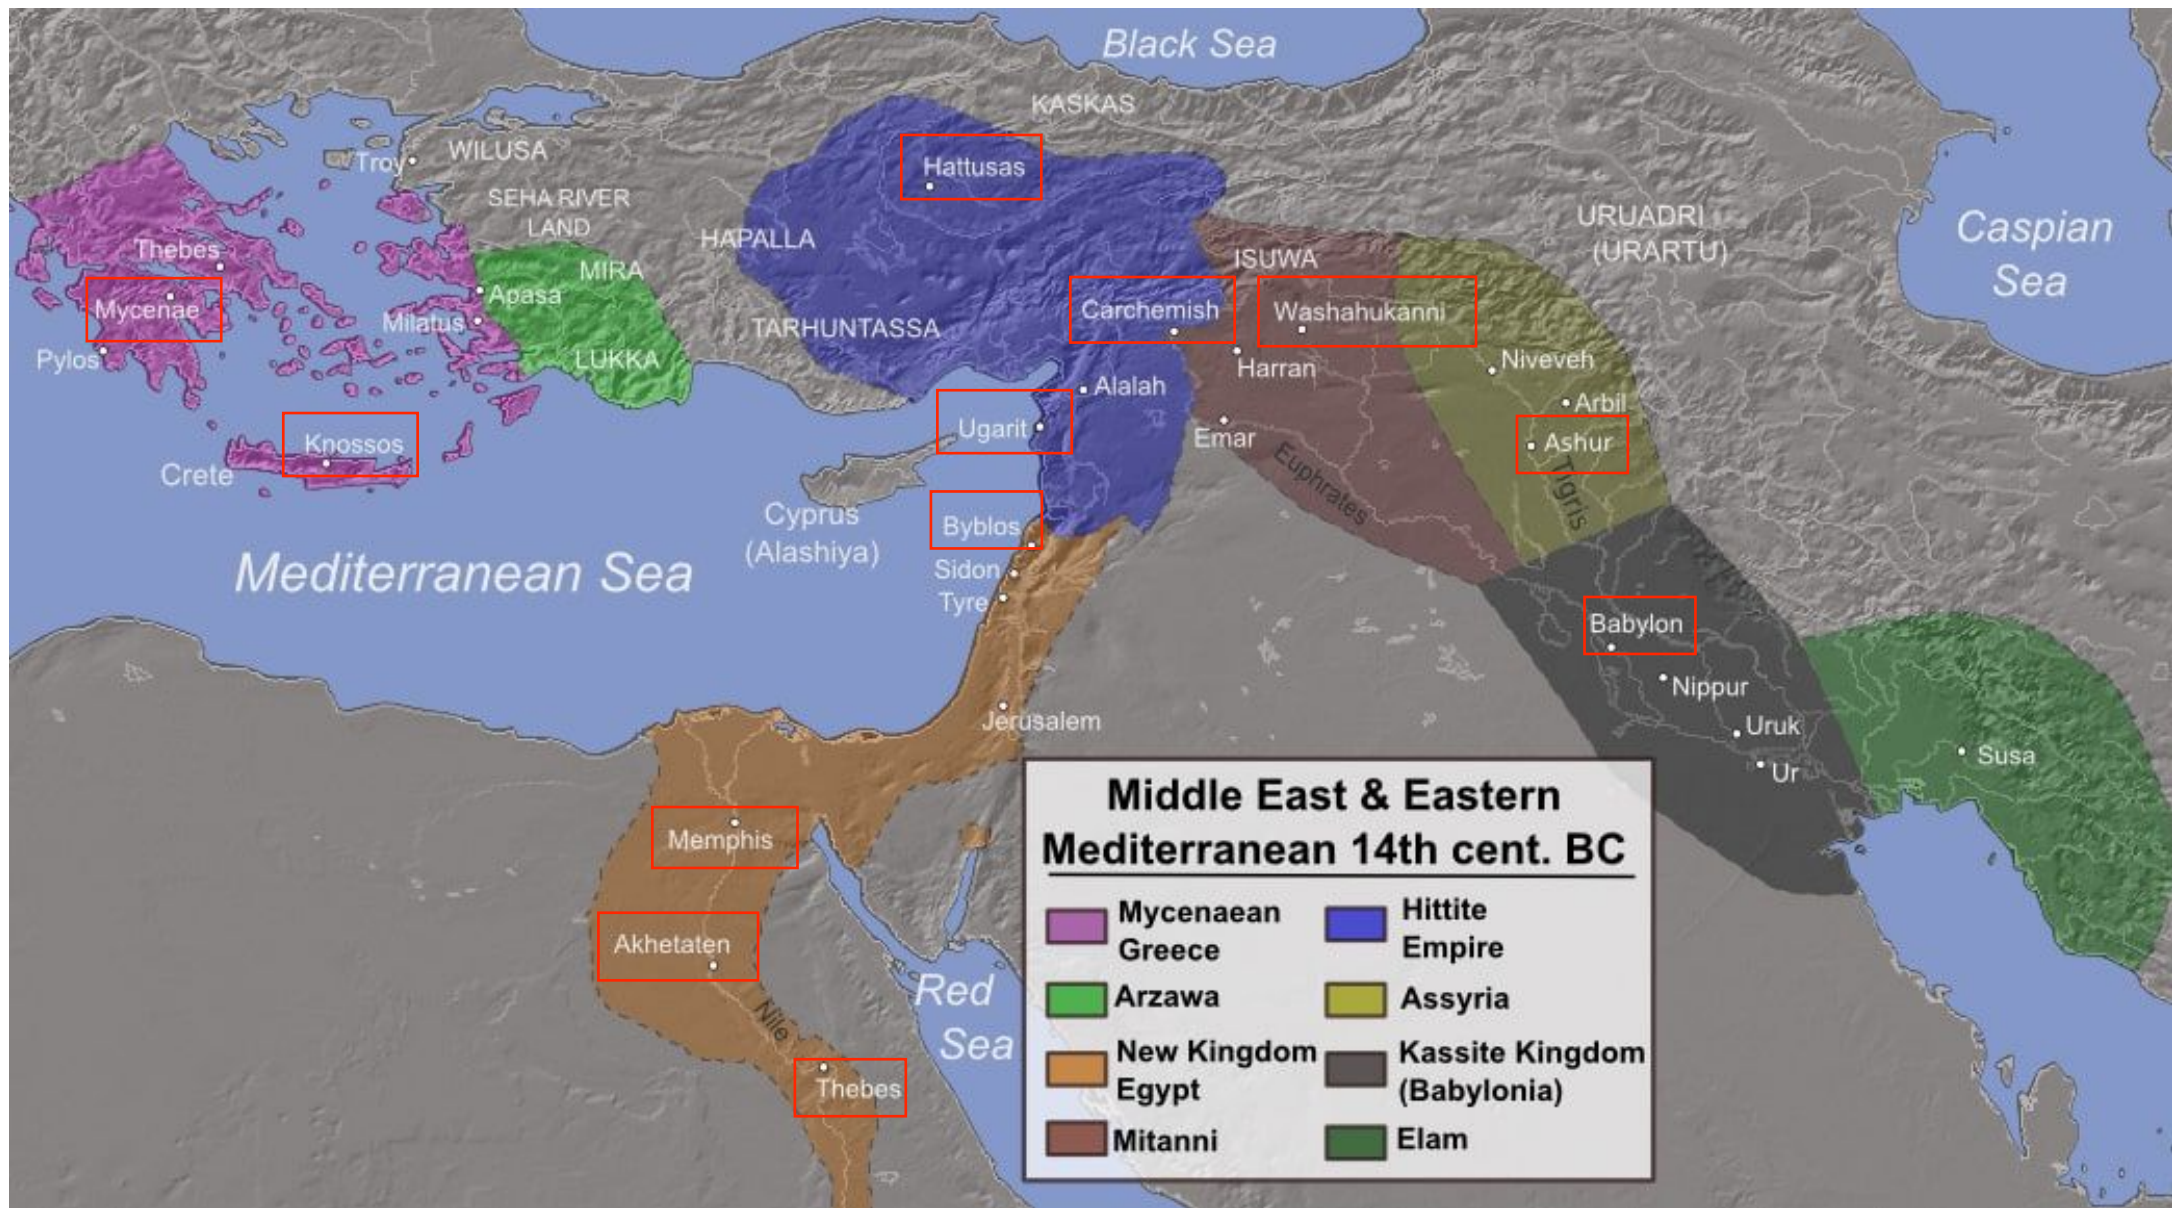 Black Sea
KASKAS
Troy
WILUSA
Hattusas
SEHA RIVER
LAND
HAPALLA
URUADRI
(URARTU)
Caspian
Sea
Thebes
MIRA
ISUWA
Mycenae
Apasa
Milatus
Carchemish
Washahukanni
TARHUNTASSA
Pylos
LUKKA
Harran
Niveveh
Alalah
Arbil
Knossos
Ugarit
Emar
Ashur
Crete
Euphrates
Tigris
Cyprus
(Alashiya)
Byblos
Mediterranean Sea
Sidon
Tyre
Babylon
Nippur
Jerusalem
Uruk
Ur
Susa
Memphis
Akhetaten
Nile
Red
Sea
Thebes
Middle East & Eastern
Mediterranean 14th cent. BC
Mycenaean
Greece
Hittite
Empire
Arzawa
Assyria
New Kingdom
Egypt
Kassite Kingdom
(Babylonia)
Mitanni
Elam